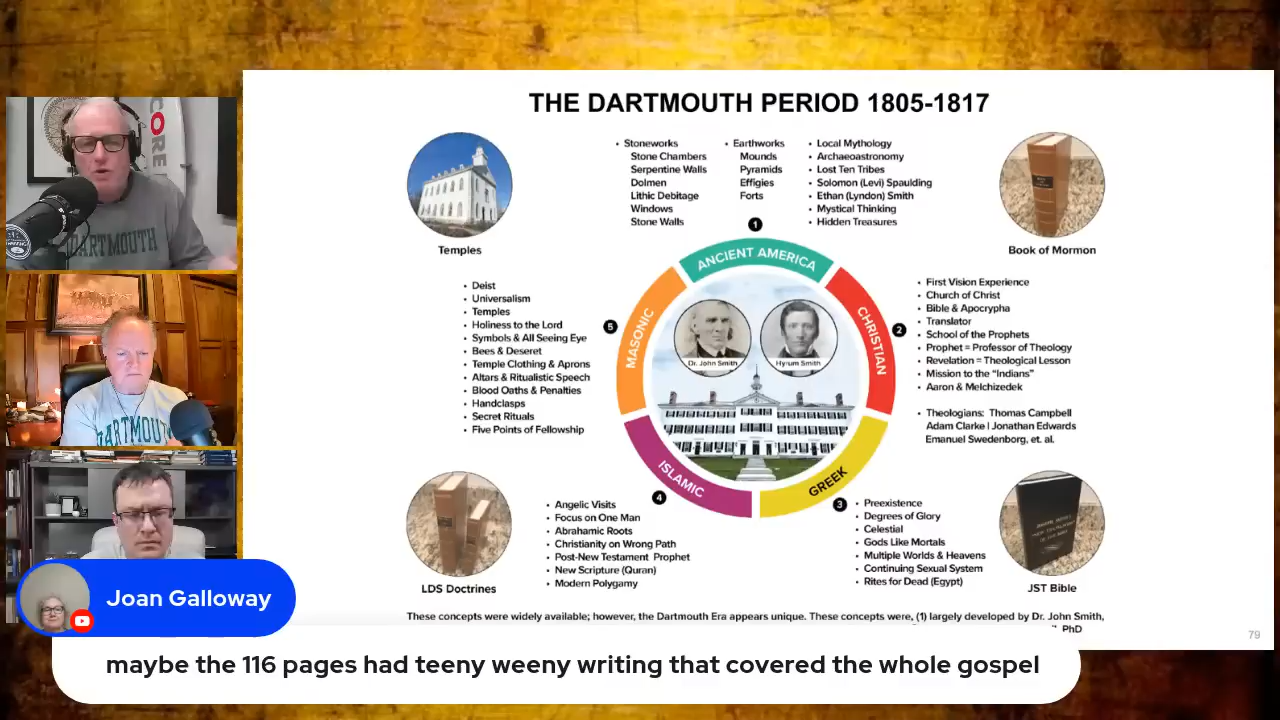 THE DARTMOUTH PERIOD 1805-1817
• Stoneworks
Stone Chambers
Serpentine Walls
Dolmen
Lithic Debitage
Windows
Stone Walls
• Earthworks
Mounds
Pyramids
Effigies
Forts
• Local Mythology
• Archaeoastronomy
• Lost Ten Tribes
• Solomon (Levi) Spaulding
• Ethan (Lyndon) Smith
• Mystical Thinking
• Hidden Treasures
Temples
Book of Mormon
1
ANCIENT AMERICA
• Deist
• Universalism
• Temples
• Holiness to the Lord
• Symbols & All Seeing Eye
• Bees & Deseret
• Temple Clothing & Aprons
• Altars & Ritualistic Speech
• Blood Oaths & Penalties
• Handclasps
• Secret Rituals
• Five Points of Fellowship
5
MASONIC
Dr. John Smith
Hyrum Smith
CHRISTIAN
2
• First Vision Experience
• Church of Christ
• Bible & Apocrypha
• Translator
• School of the Prophets
• Prophet = Professor of Theology
• Revelation = Theological Lesson
• Mission to the "Indians"
• Aaron & Melchizedek
• Theologians: Thomas Campbell
Adam Clarke | Jonathan Edwards
Emanuel Swedenborg, et. al.
ISLAMIC
4
GREEK
3
• Angelic Visits
• Focus on One Man
• Abrahamic Roots
• Christianity on Wrong Path
• Post-New Testament Prophet
• New Scripture (Quran)
• Modern Polygamy
• Preexistence
• Degrees of Glory
• Celestial
• Gods Like Mortals
• Multiple Worlds & Heavens
• Continuing Sexual System
• Rites for Dead (Egypt)
LDS Doctrines
JST Bible
These concepts were widely available; however, the Dartmouth Era appears unique. These concepts were, (1) largely developed by Dr. John Smith,
PhD
79
CORE
DARTMOUTH
DARTMOUT
Joan Galloway
maybe the 116 pages had teeny weeny writing that covered the whole gospel